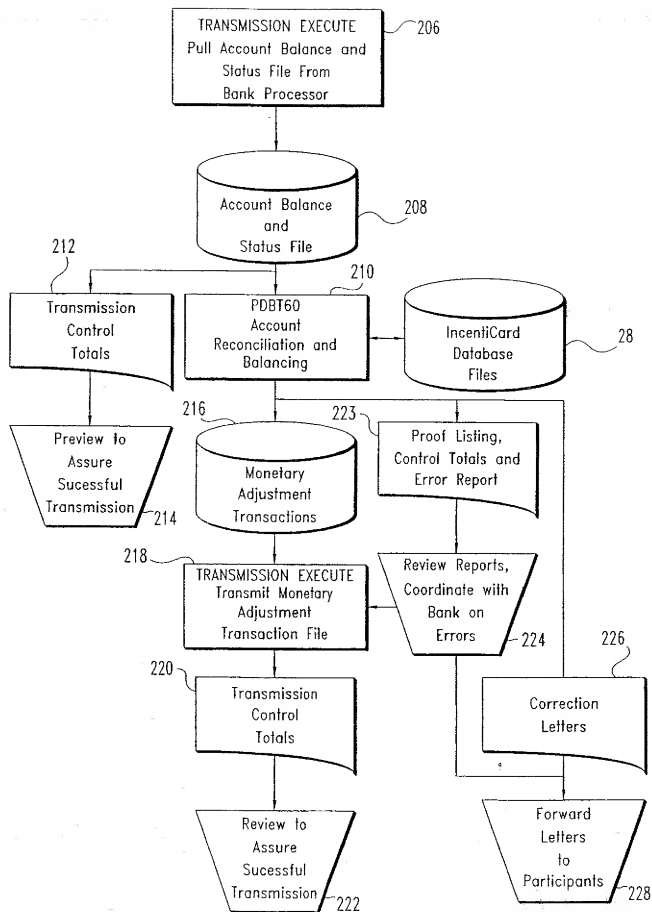 TRANSMISSION EXECUTE
Pull Account Balance and
Status File From
Bank Processor
206
Account Balance
and
Status File
208
212
Transmission
Control
Totals
210
PDBT60
Account
Reconciliation and
Balancing
IncentiCard
Database
Files
28
Preview to
Assure
Sucessful
Transmission
214
216
Monetary
Adjustment
Transactions
223
Proof Listing,
Control Totals and
Error Report
218
TRANSMISSION EXECUTE
Transmit Monetary
Adjustment
Transaction File
Review Reports,
Coordinate with
Bank on
Errors
224
220
Transmission
Control
Totals
226
Correction
Letters
Review to
Assure
Sucessful
Transmission
222
Forward
Letters
to
Participants
228